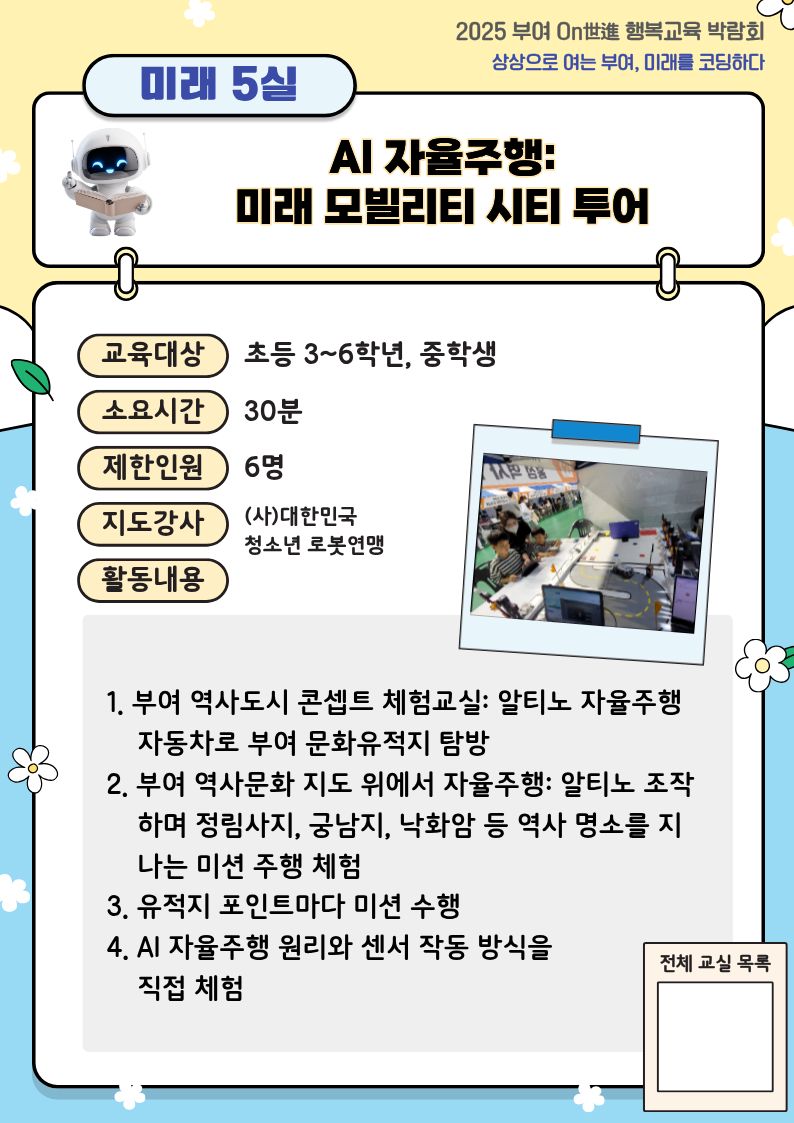 2025 부여 On世進 행복교육 박람회
상상으로 여는 부여, 미래를 코딩하다
미래 5실
AI 자율주행:
미래 모빌리티 시티 투어
교육대상 초등 3~6학년, 중학생
소요시간 30분
제한인원 6명
지도강사 (사)대한민국
청소년 로봇연맹
활동내용
1. 부여 역사도시 콘셉트 체험교실: 알티노 자율주행
자동차로 부여 문화유적지 탐방
2. 부여 역사문화 지도 위에서 자율주행: 알티노 조작
하며 정림사지, 궁남지, 낙화암 등 역사 명소를 지
나는 미션 주행 체험
3. 유적지 포인트마다 미션 수행
4. AI 자율주행 원리와 센서 작동 방식을
직접 체험
전체 교실 목록